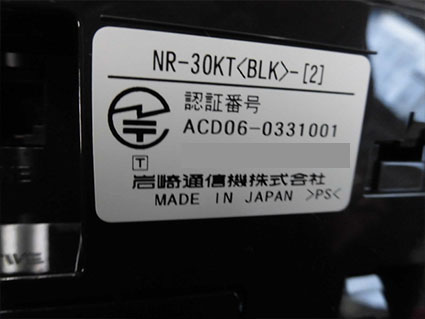 NR-30KT<BLK>-[2]
認証番号
ACD06-0331001
T
岩崎通信機株式会社
MADE IN JAPAN >PS<